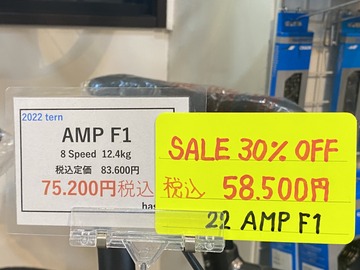 2022 tern
AMP F1
8 Speed 12.4kg
税込定価 83.600円
75.200円税込
SALE 30% OFF
税込 58.500円
22 AMP F1